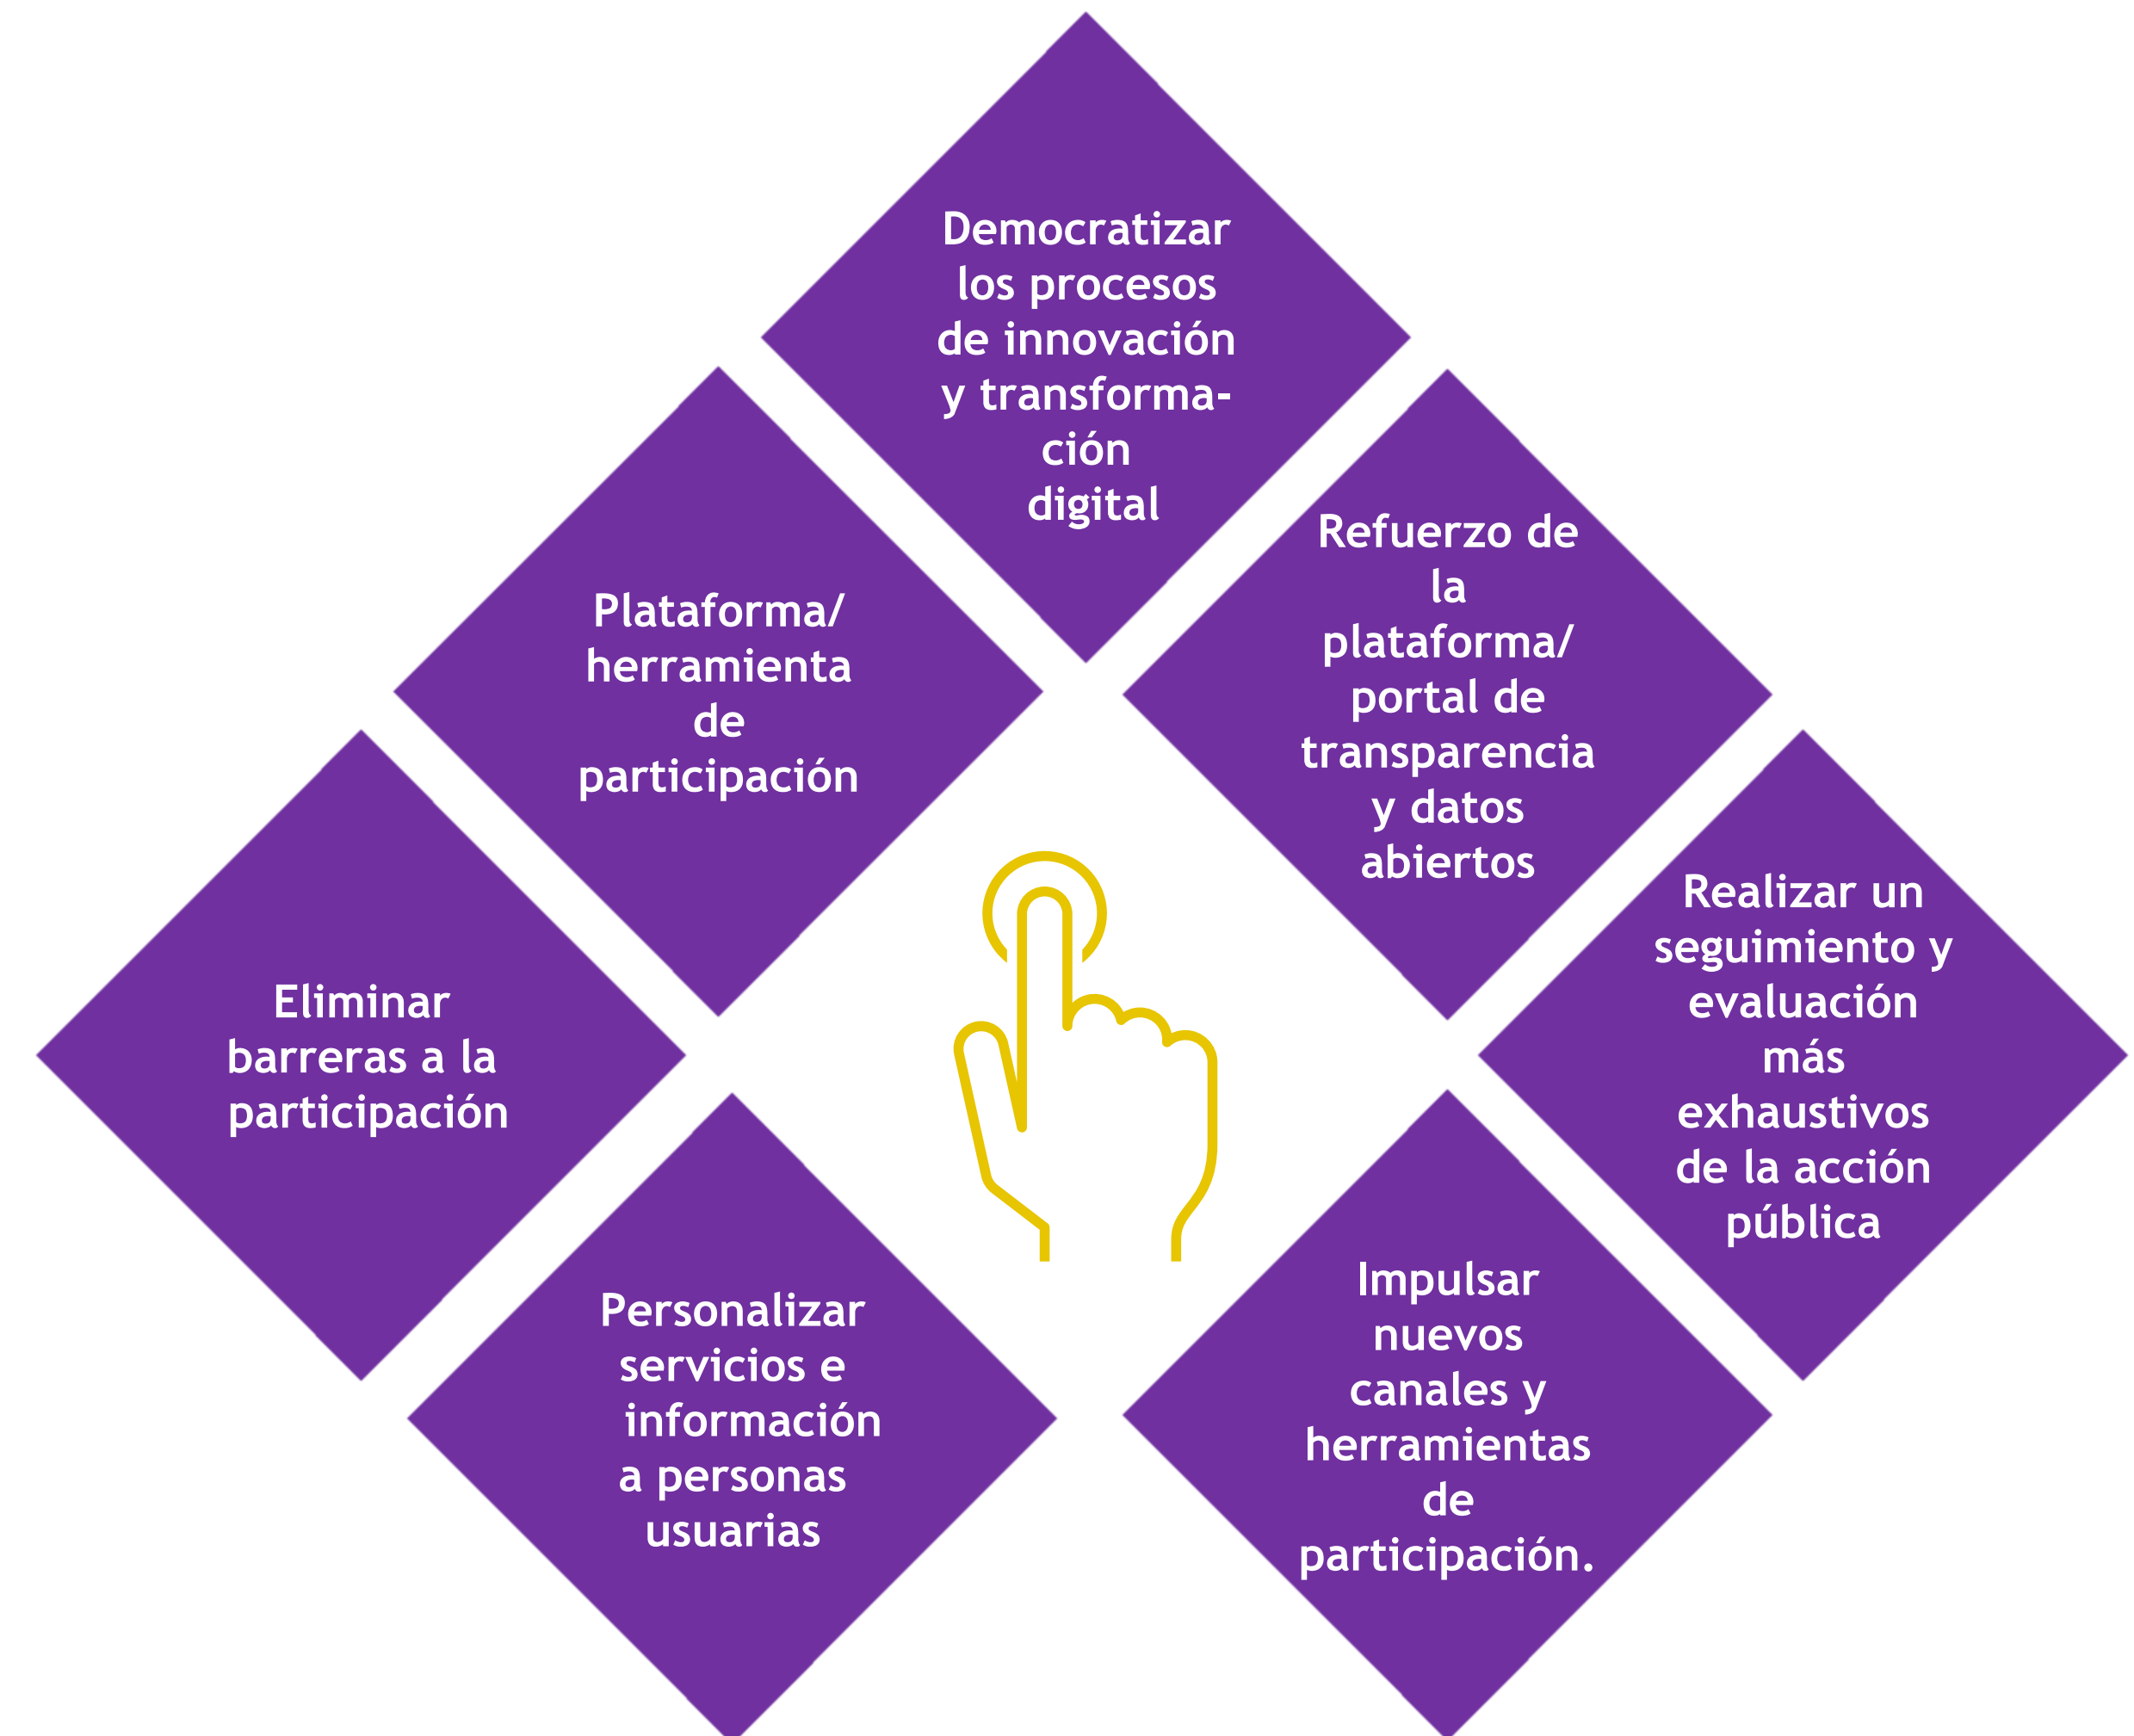 Democratizar
los procesos
de innovación
y transforma-
ción
digital
Plataforma/
herramienta
de
participación
Refuerzo de
la
plataforma/
portal de
transparencia
y datos
abiertos
Eliminar
barreras a la
participación
Realizar un
seguimiento y
evaluación
más
exhaustivos
de la acción
pública
Personalizar
servicios e
información
a personas
usuarias
Impulsar
nuevos
canales y
herramientas
de
participación.